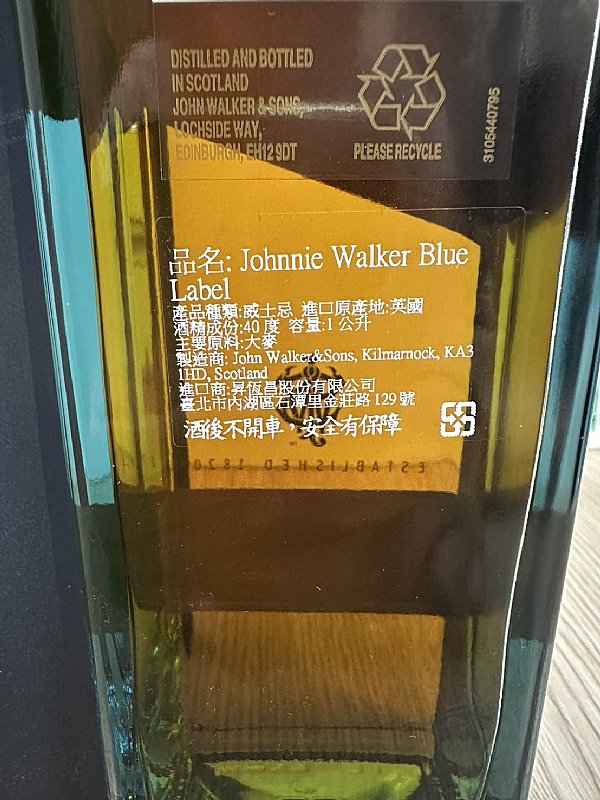 DISTILLED AND BOTTLED
IN SCOTLAND
JOHN WALKER & SONS,
LOCHSIDE WAY,
EDINBURGH, EH12 9DT
PLEASE RECYCLE
3105440795
品名: Johnnie Walker Blue
Label
產品種類:威士忌 進口原產地:英國
酒精成份:40 度 容量:1 公升
主要原料:大麥
製造商: John Walker&Sons, Kilmarnock, KA3
1HD, Scotland
進口商:昇恆昌股份有限公司
臺北市內湖區石潭里金莊路 129 號
酒後不開車，安全有保障
ESTABLISHED 1820